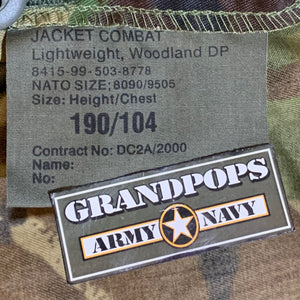 JACKET COMBAT
Lightweight, Woodland DP
8415-99-503-8778
NATO SIZE; 8090/9505
Size: Height/Chest
190/104
Contract No: DC2A/2000
Name:
No:
GRANDPOPS
ARMY NAVY